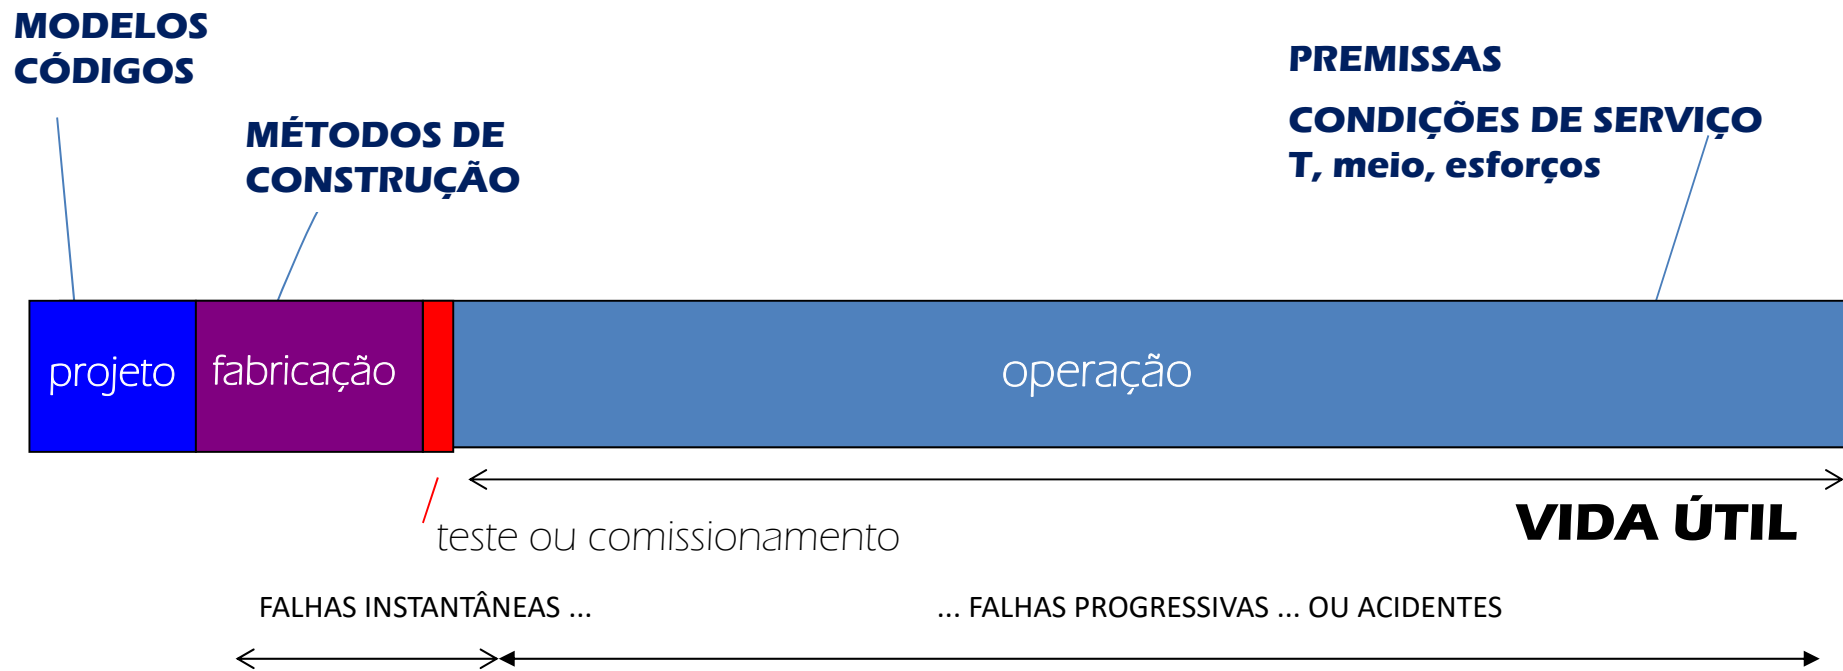 MODELOS
CÓDIGOS
MÉTODOS DE
CONSTRUÇÃO
PREMISSAS
CONDIÇÕES DE SERVIÇO
T, meio, esforços
projeto
fabricação
operação
teste ou comissionamento
VIDA ÚTIL
FALHAS INSTANTÂNEAS ...
... FALHAS PROGRESSIVAS ... OU ACIDENTES